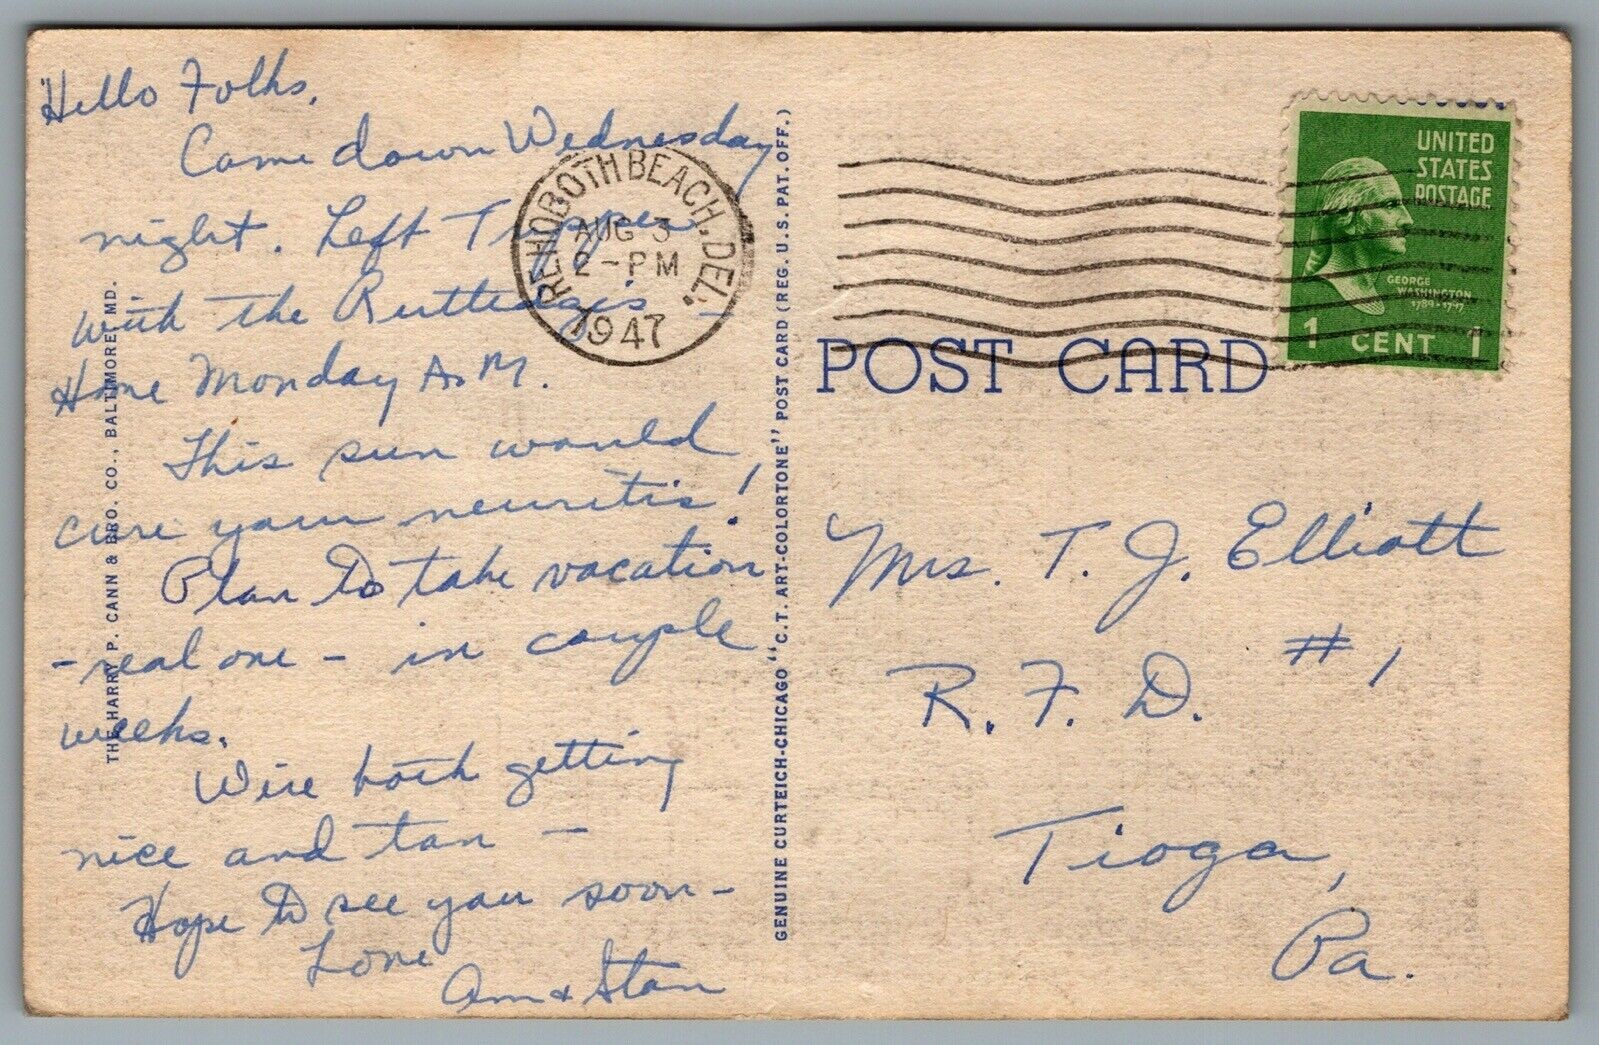 Hello Folks,
Came down Wednesday
night. Left
with the
Home Monday A.M.
This sun would
cure your neuritis!
Plan to take vacation
- real one - in couple
weeks.
We're both getting
nice and tan -
Hope to see you soon -
Love
Ann & Stan
THE HARRY P. CANN & BRO. CO., BALTIMORE, MD.
REHOBOTH BEACH, DEL.
AUG 3
2 - PM
1947
GENUINE CURTEICH-CHICAGO "C.T. ART-COLORTONE" POST CARD (REG. U.S. PAT. OFF.)
UNITED
STATES
POSTAGE
GEORGE
WASHINGTON
1789-1797
1 CENT 1
POST CARD
Mrs. T. J. Elliott
R. F. D. #1
Tioga,
Pa.